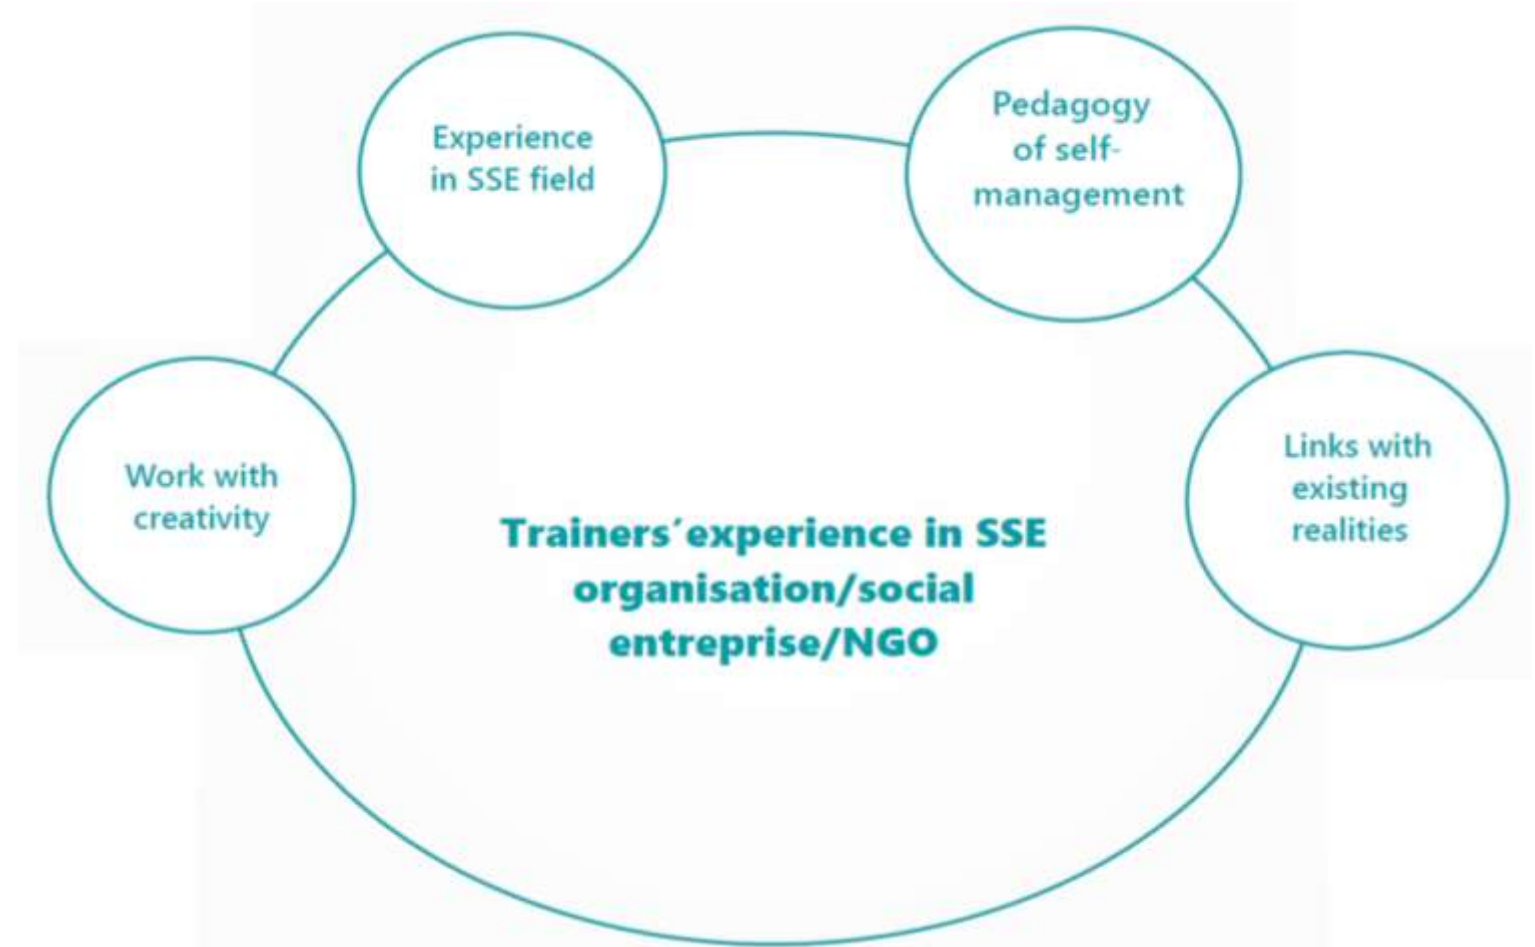 Experience
in SSE field
Pedagogy
of self-
management
Work with
creativity
Links with
existing
realities
Trainers´experience in SSE
organisation/social
entreprise/NGO